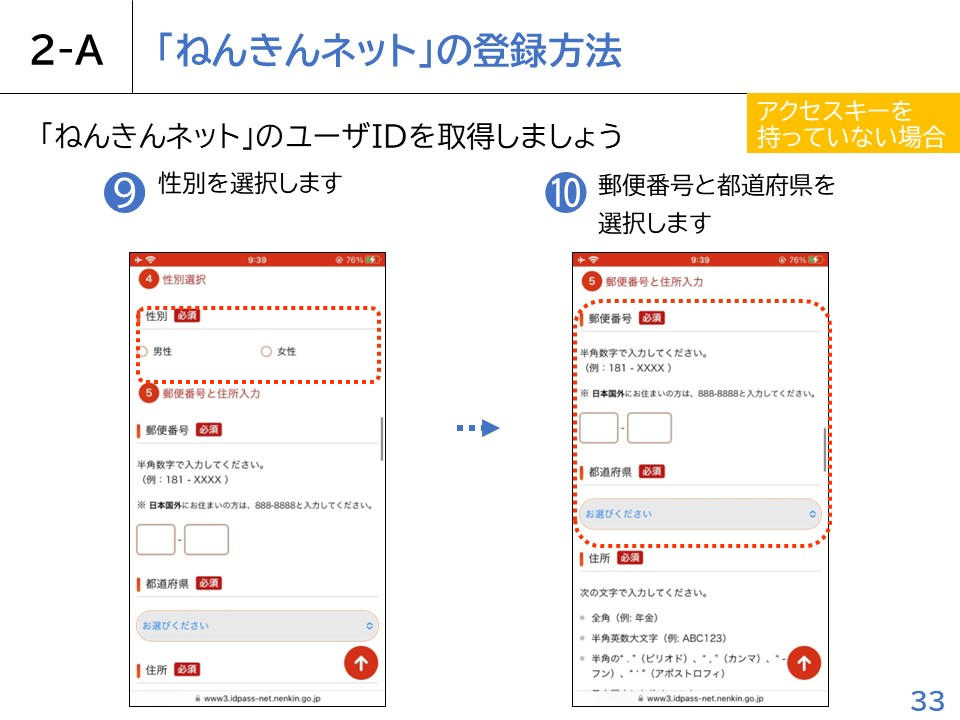 2-A
「ねんきんネット」の登録方法
アクセスキーを
持っていない場合
「ねんきんネット」のユーザIDを取得しましょう
9 性別を選択します
9:39
76%
4 性別選択
性別 必須
男性 女性
5 郵便番号と住所入力
郵便番号 必須
半角数字で入力してください。
（例：181 - XXXX ）
※ 日本国外にお住まいの方は、888-8888と入力してください。
-
都道府県 必須
お選びください
住所 必須
www3.idpass-net.nenkin.go.jp
10 郵便番号と都道府県を
選択します
9:39
76%
5 郵便番号と住所入力
郵便番号 必須
半角数字で入力してください。
（例：181 - XXXX ）
※ 日本国外にお住まいの方は、888-8888と入力してください。
-
都道府県 必須
お選びください
住所 必須
次の文字で入力してください。
全角（例: 年金）
半角英数大文字（例: ABC123）
半角の" . "（ピリオド）、" , "（カンマ）、" -
フン）、" ' "（アポストロフィ）
www3.idpass-net.nenkin.go.jp
33